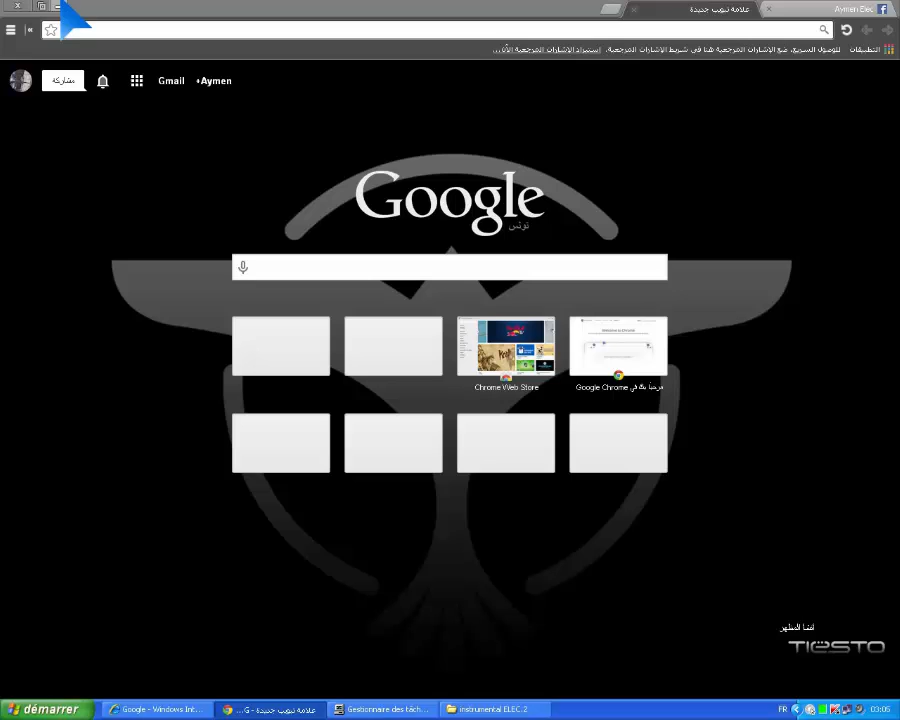 علامة تبويب جديدة
Aymen Elec
التطبيقات
للوصول السريع، ضع الإشارات المرجعية هنا في شريط الإشارات المرجعية.
استيراد الإشارات المرجعية الآن...
مشاركة
Gmail
+Aymen
Google
تونس
Chrome Web Store
مرحبًا بك في Google Chrome
Tiësto
démarrer
Google - Windows Int...
علامة تبويب جديدة - G...
Gestionnaire des tâch...
instrumental ELEC:2
FR
03:05